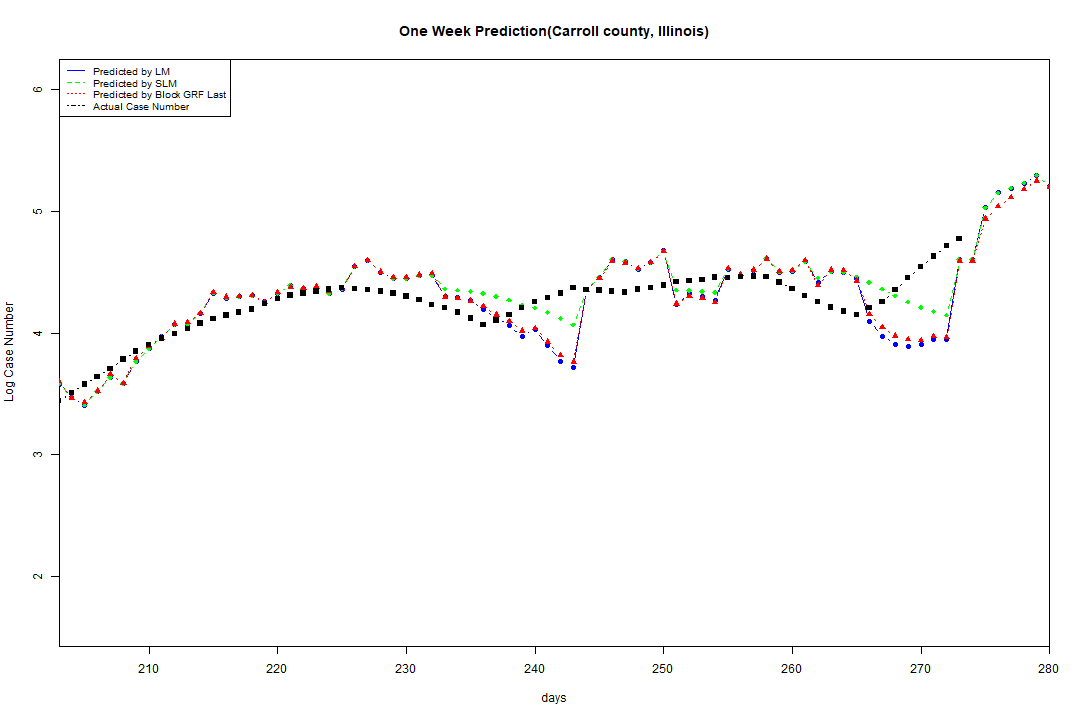 One Week Prediction(Carroll county, Illinois)
Predicted by LM
Predicted by SLM
Predicted by Block GRF Last
Actual Case Number
6
5
4
3
2
Log Case Number
210 220 230 240 250 260 270 280
days